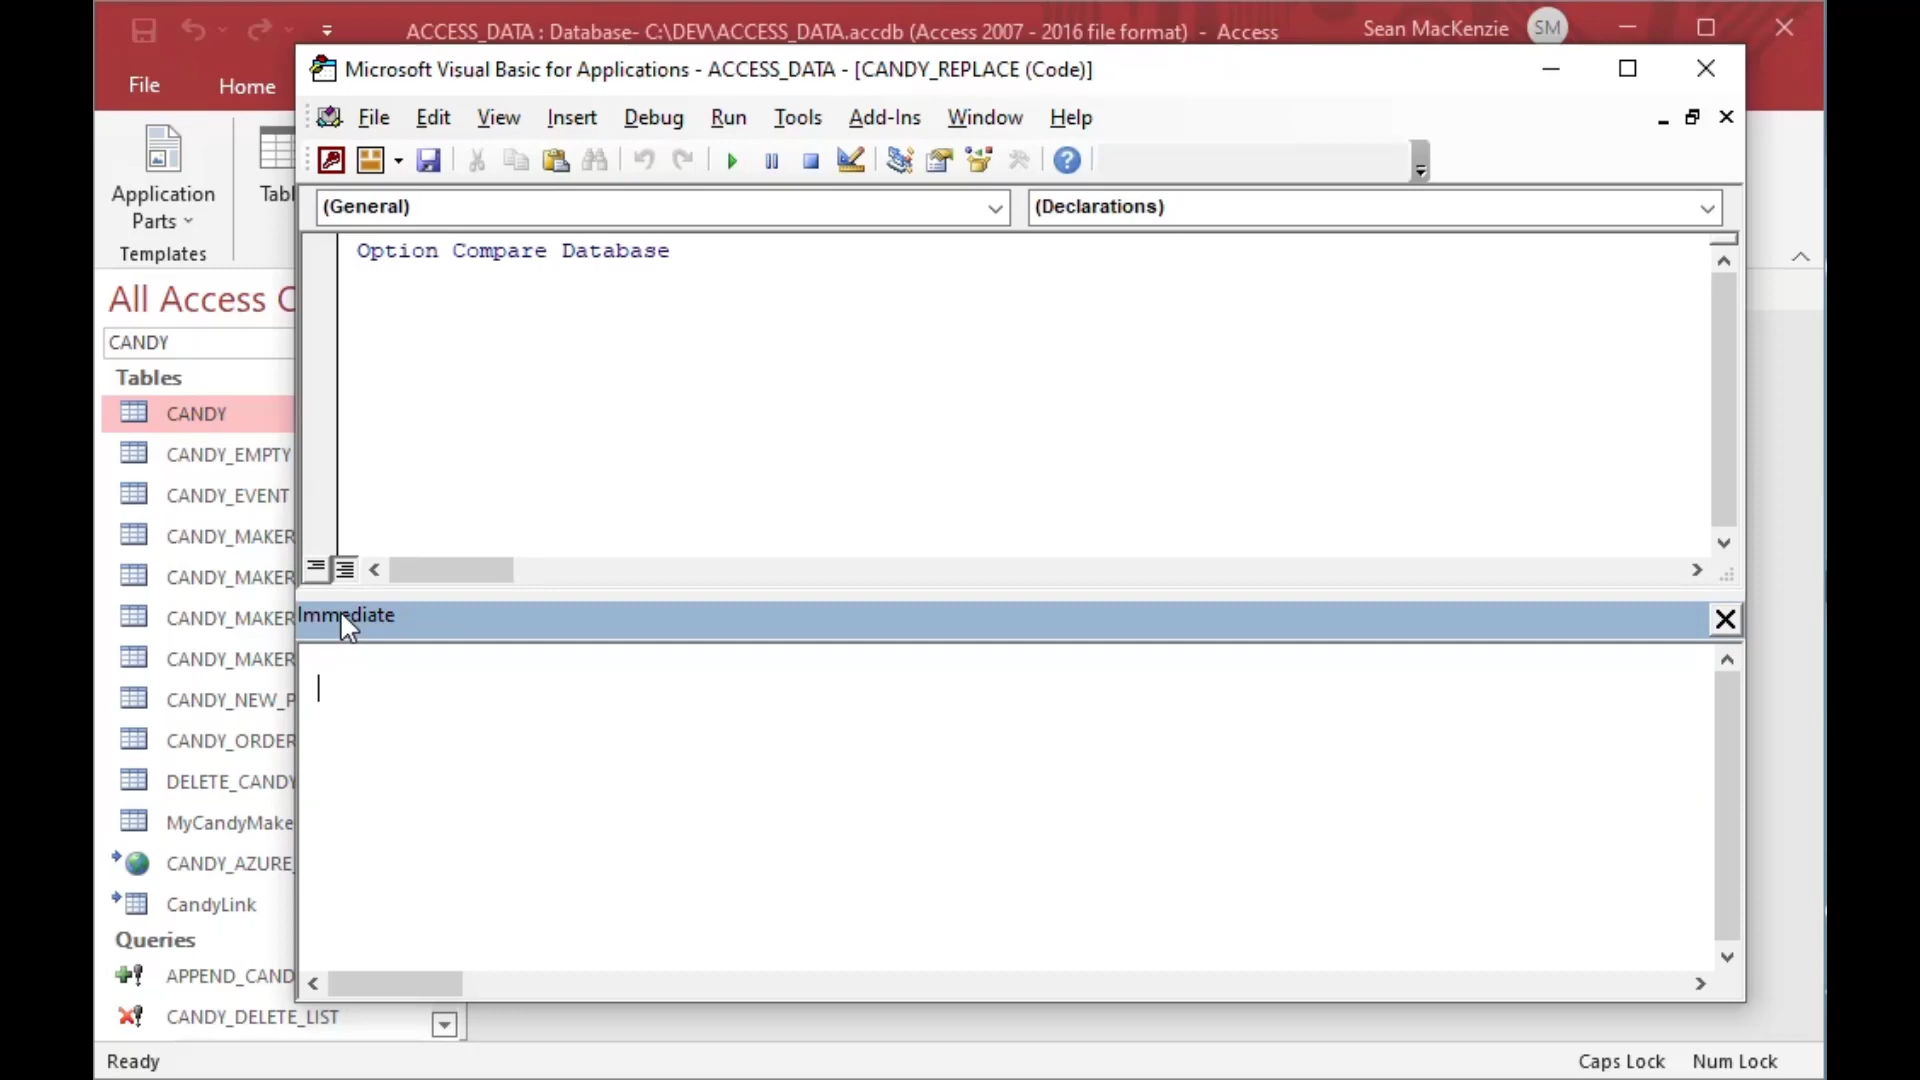 ACCESS_DATA : Database- C:\DEV\ACCESS_DATA.accdb (Access 2007 - 2016 file format) - Access
Sean MacKenzie
SM
File
Home
Microsoft Visual Basic for Applications - ACCESS_DATA - [CANDY_REPLACE (Code)]
File Edit View Insert Debug Run Tools Add-Ins Window Help
Application
Parts
Templates
(General)
(Declarations)
Option Compare Database
All Access
CANDY
Tables
CANDY
CANDY_EMPTY
CANDY_EVENT
CANDY_MAKER
CANDY_MAKER
CANDY_MAKER
CANDY_MAKER
CANDY_NEW_P
CANDY_ORDER
DELETE_CANDY
MyCandyMake
CANDY_AZURE_
CandyLink
Queries
APPEND_CAND
CANDY_DELETE_LIST
Immediate
Ready
Caps Lock
Num Lock